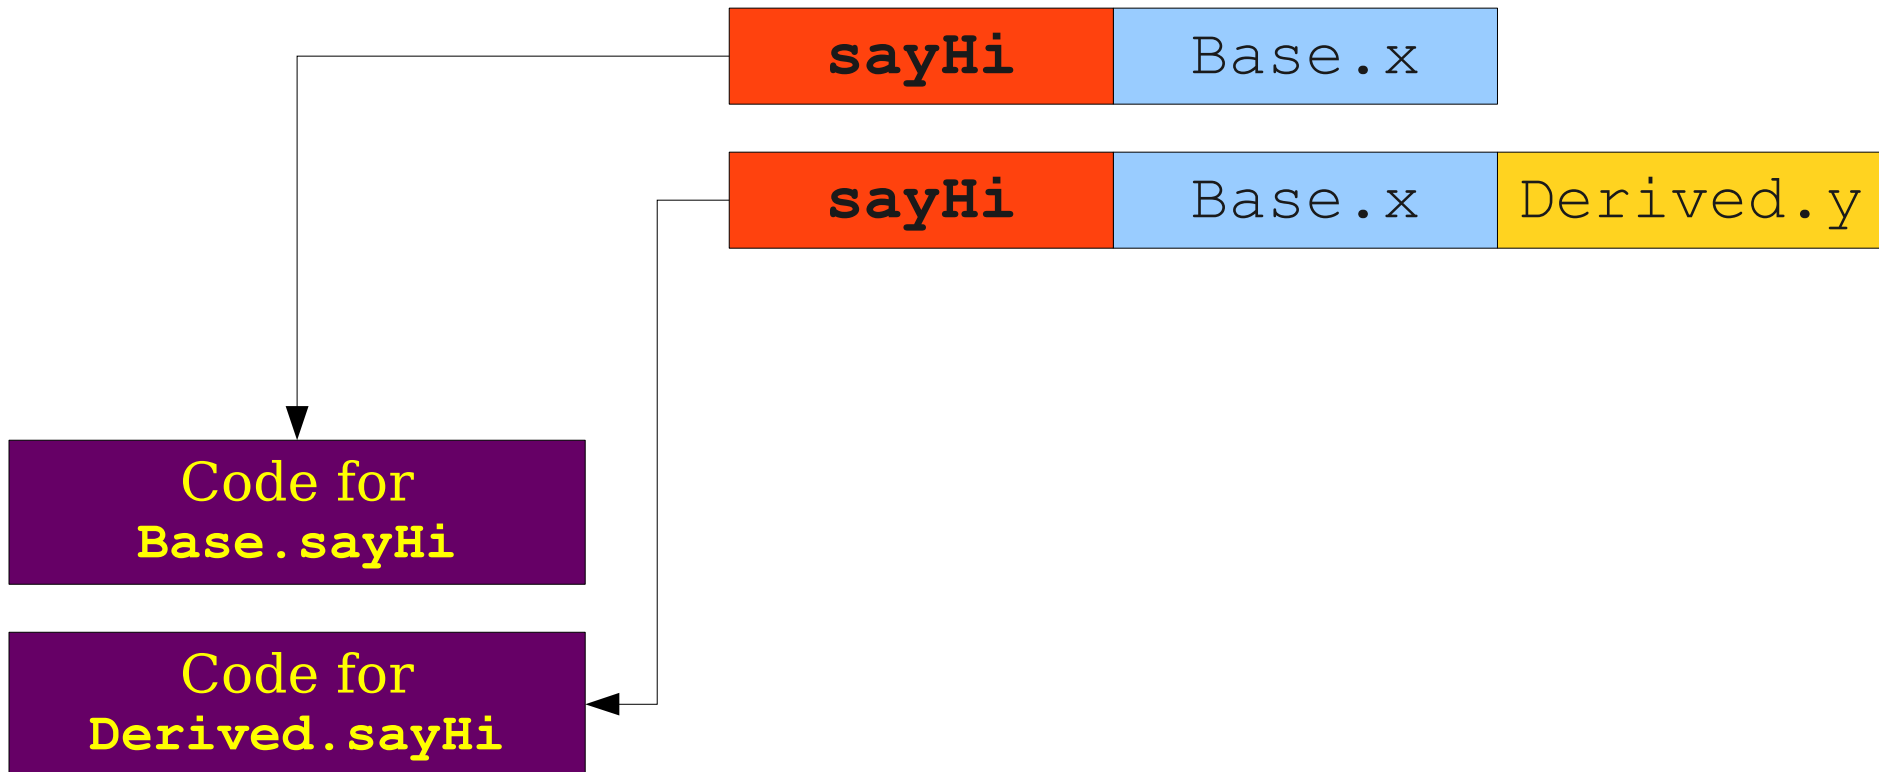 sayHi Base.x
sayHi Base.x Derived.y
Code for
Base.sayHi
Code for
Derived.sayHi